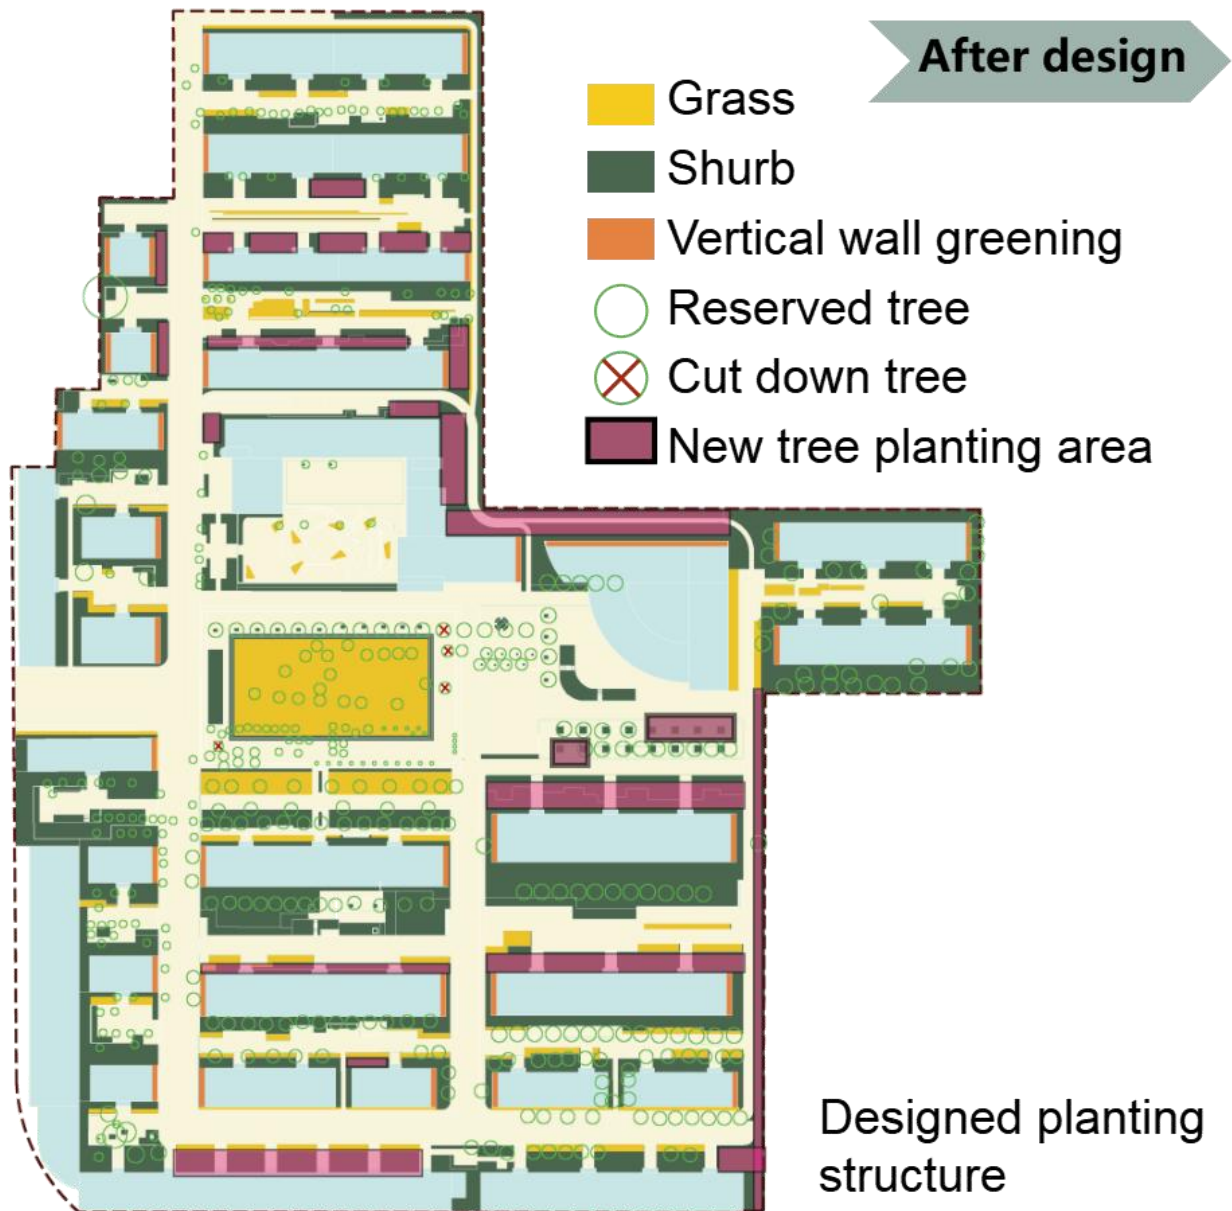 After design
Grass
Shurb
Vertical wall greening
Reserved tree
Cut down tree
New tree planting area
Designed planting
structure